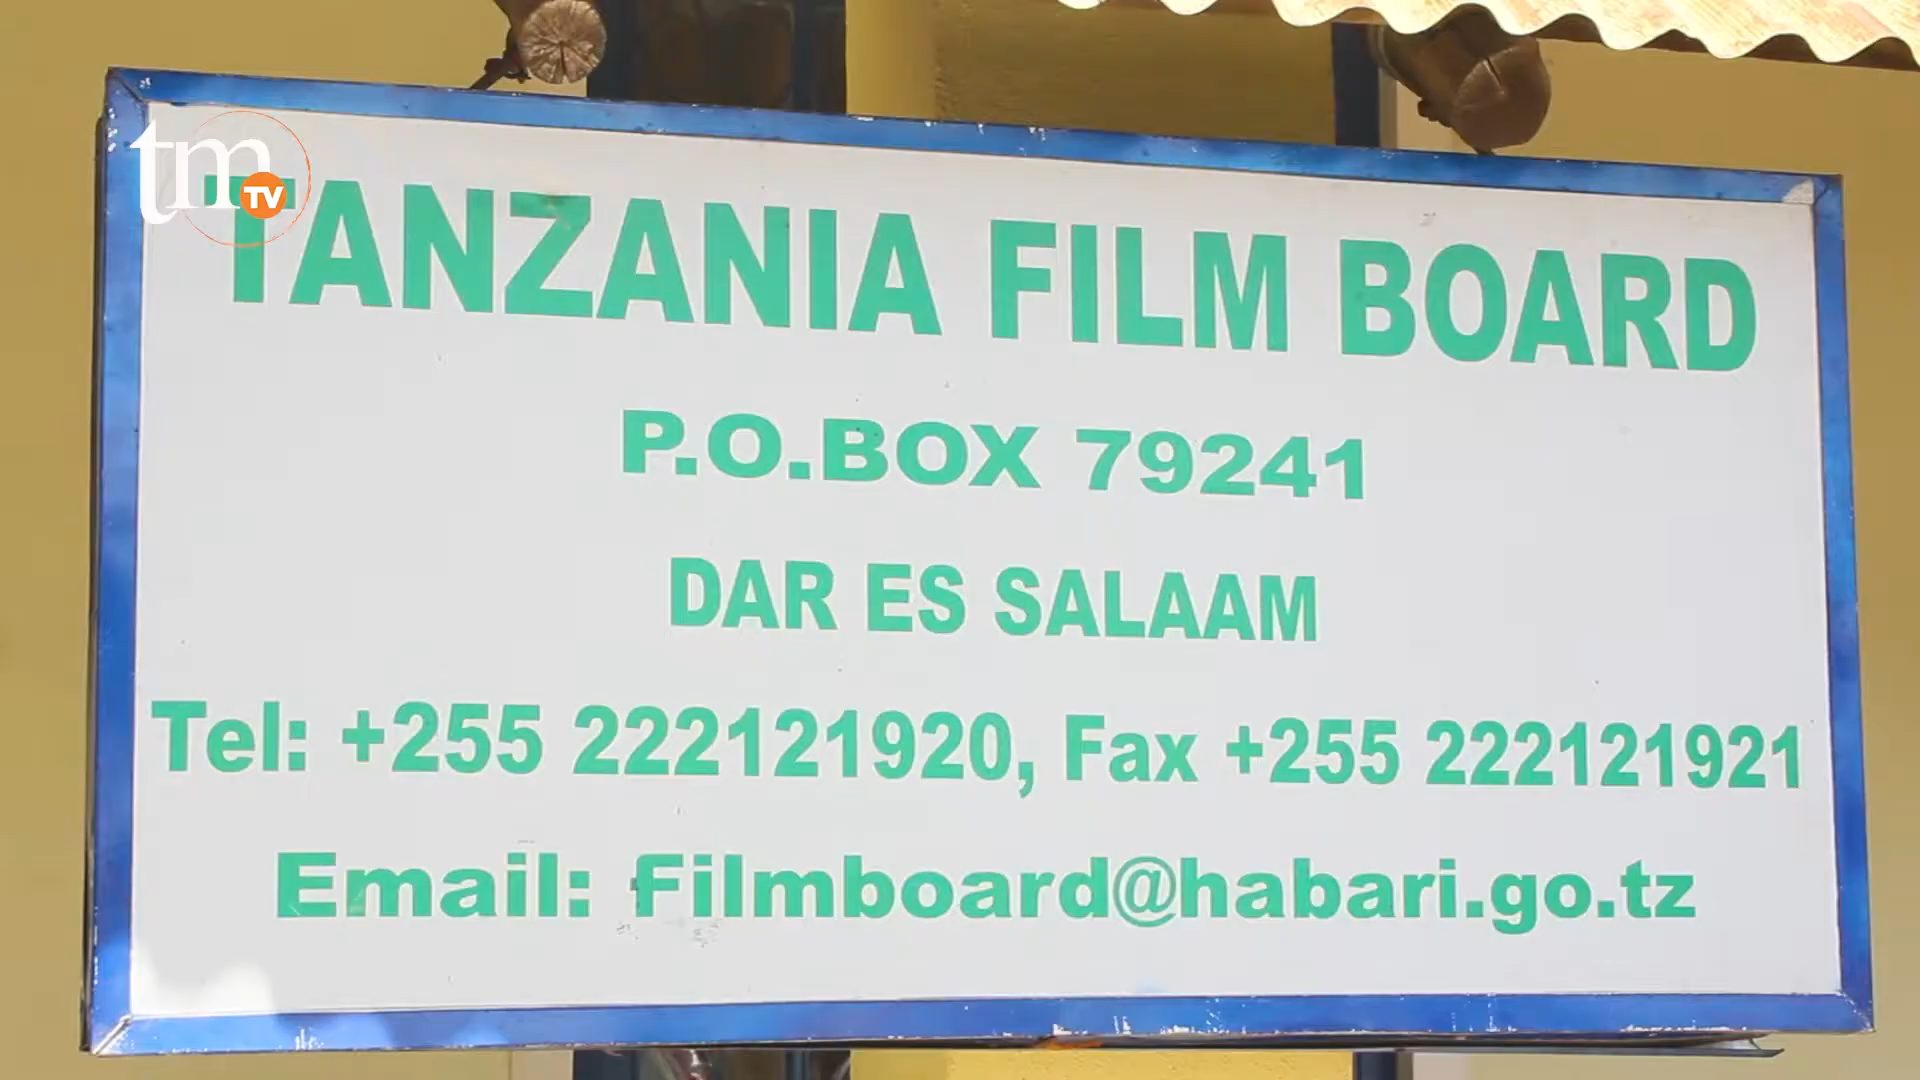 tm TV
TANZANIA FILM BOARD
P.O.BOX 79241
DAR ES SALAAM
Tel: +255 222121920, Fax +255 222121921
Email: Filmboard@habari.go.tz